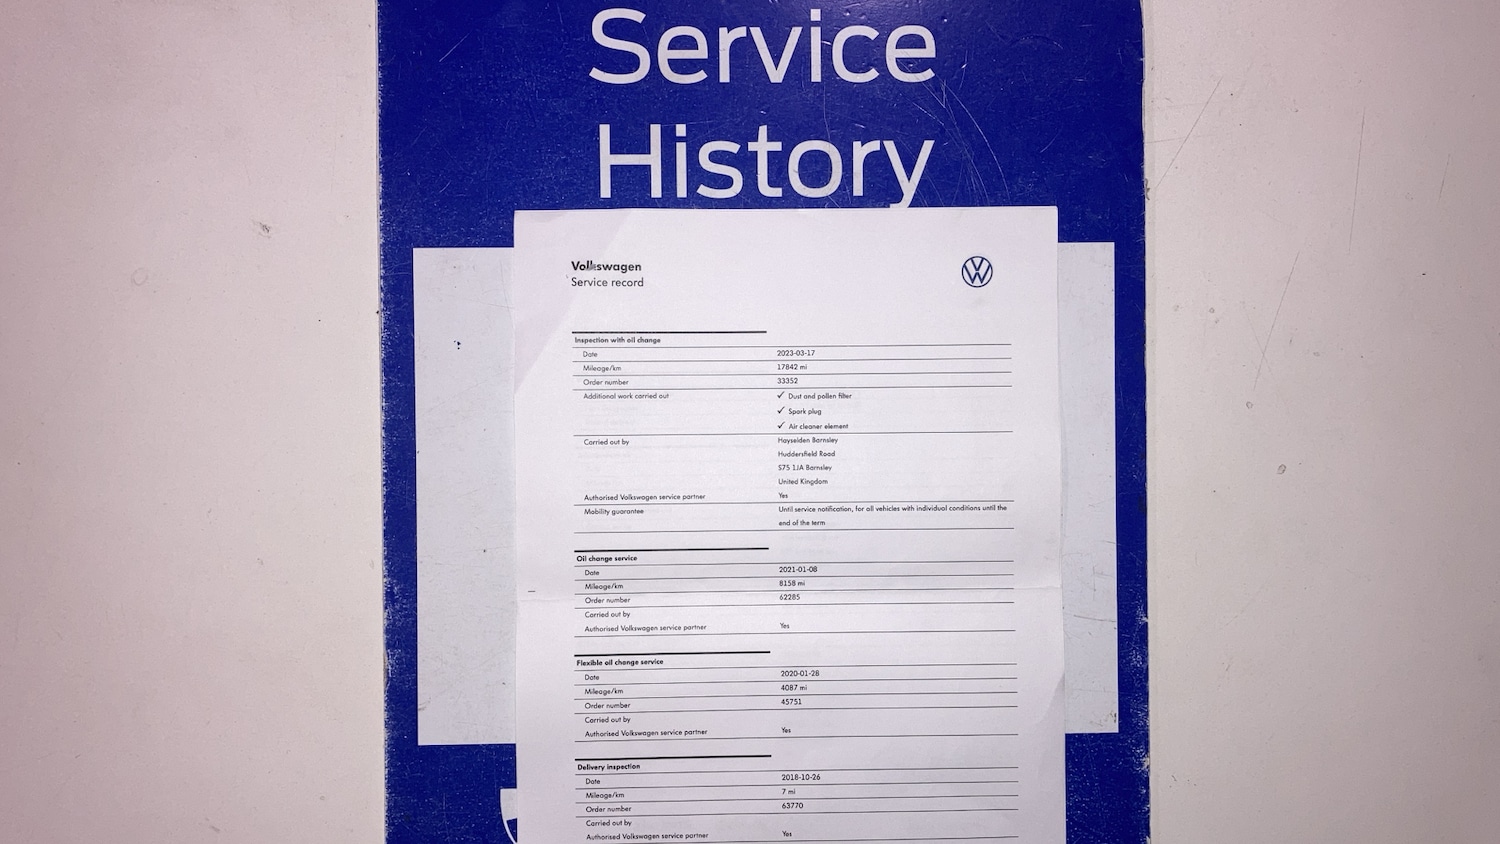 Service
History
Volkswagen
Service record
Inspection with oil change
Date 2023-03-17
Mileage/km 17842 mi
Order number 33352
Additional work carried out ✓ Dust and pollen filter
✓ Spark plug
✓ Air cleaner element
Carried out by Hayselden Barnsley
Huddersfield Road
S75 1JA Barnsley
United Kingdom
Authorised Volkswagen service partner Yes
Mobility guarantee Until service notification, for all vehicles with individual conditions until the
end of the term
Oil change service
Date 2021-01-08
Mileage/km 8158 mi
Order number 62285
Carried out by
Authorised Volkswagen service partner Yes
Flexible oil change service
Date 2020-01-28
Mileage/km 4087 mi
Order number 45751
Carried out by
Authorised Volkswagen service partner Yes
Delivery inspection
Date 2018-10-26
Mileage/km 7 mi
Order number 63770
Carried out by
Authorised Volkswagen service partner Yes